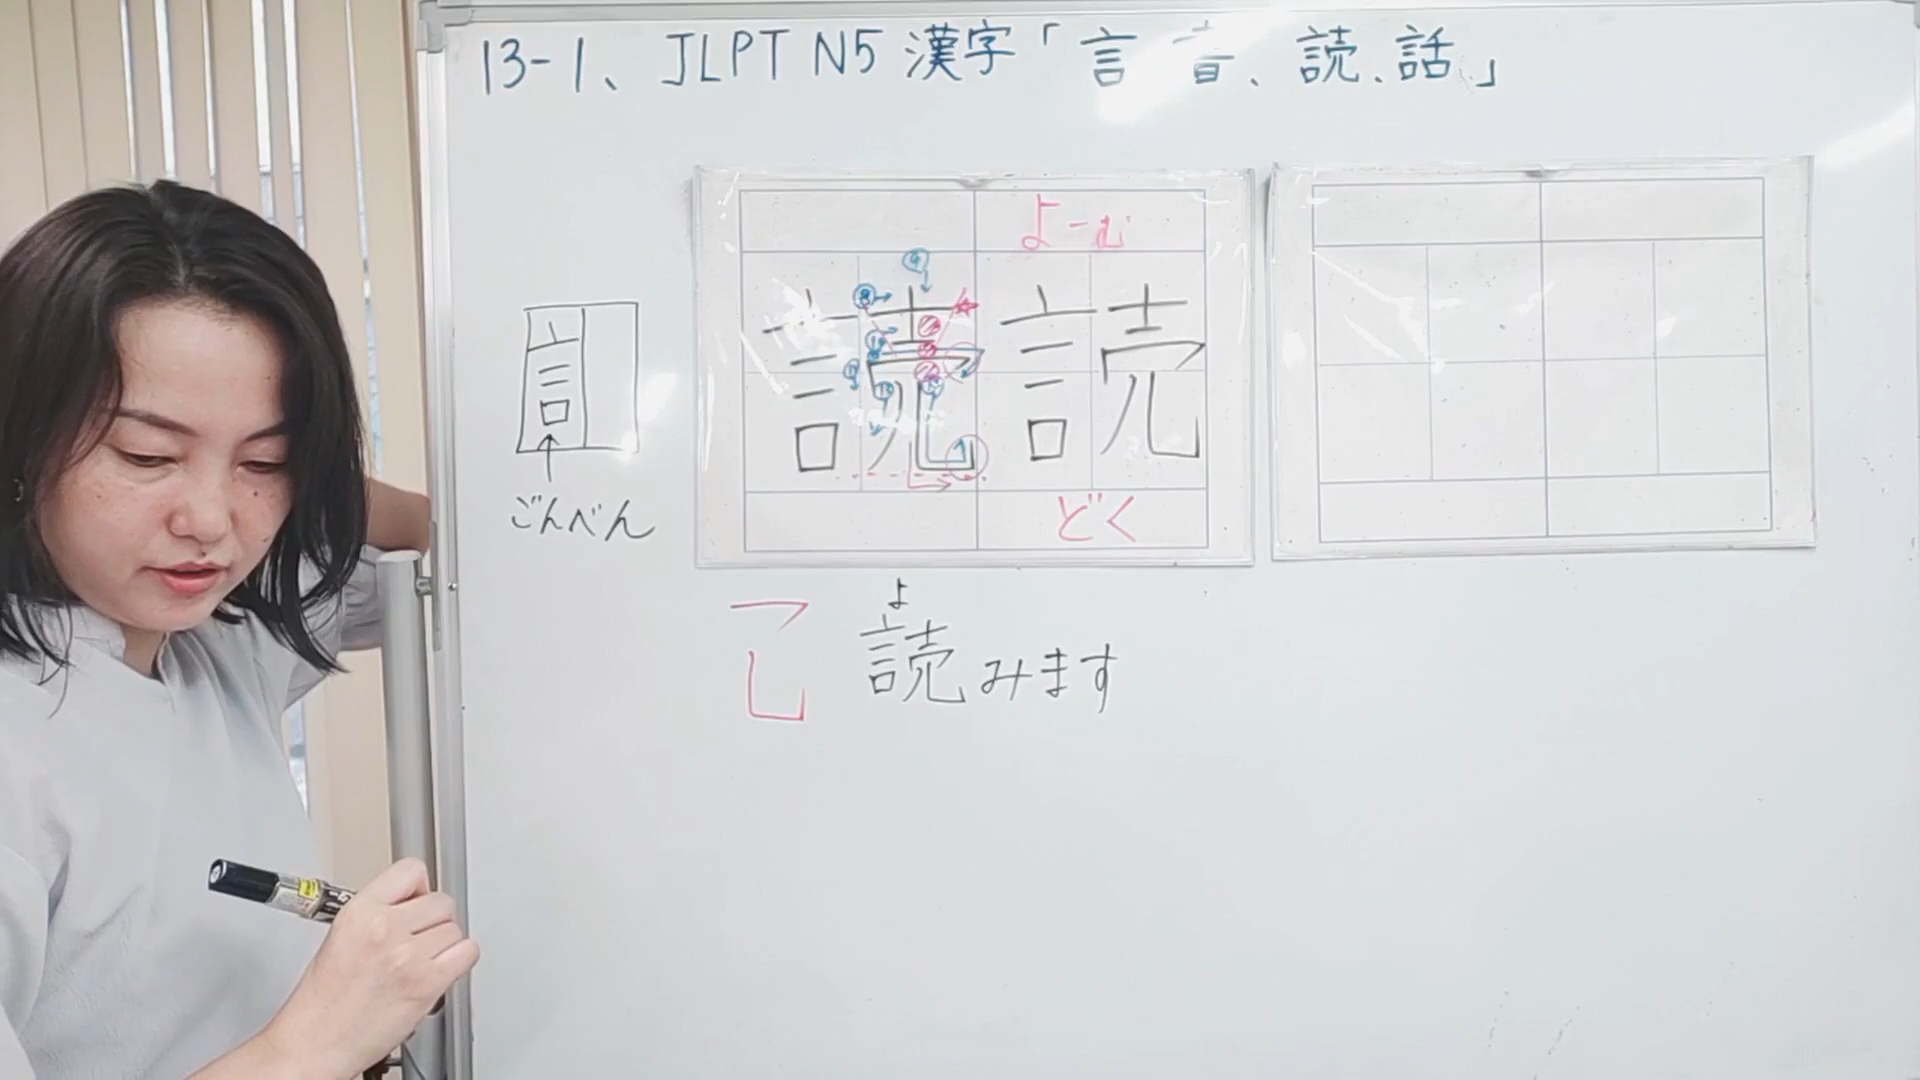 13-1、JLPT N5 漢字「言 音、読、話」
言
ごんべん
よ-む
読 読
どく
よ
読みます